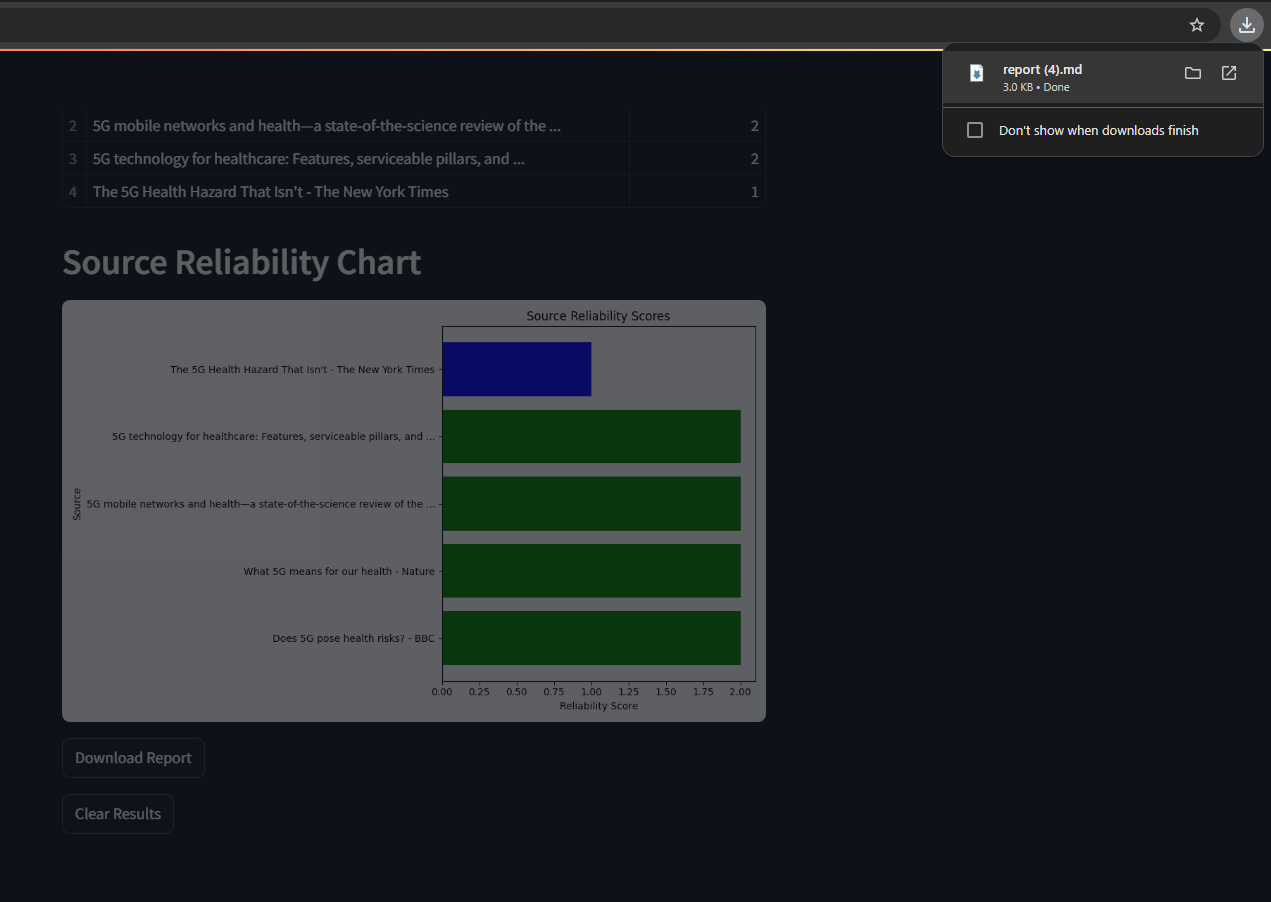 report (4).md
3.0 KB • Done
Don't show when downloads finish
2 5G mobile networks and health—a state-of-the-science review of the ... 2
3 5G technology for healthcare: Features, serviceable pillars, and ... 2
4 The 5G Health Hazard That Isn't - The New York Times 1
Source Reliability Chart
Source Reliability Scores
The 5G Health Hazard That Isn't - The New York Times
5G technology for healthcare: Features, serviceable pillars, and ...
Source
5G mobile networks and health—a state-of-the-science review of the ...
What 5G means for our health - Nature
Does 5G pose health risks? - BBC
0.00 0.25 0.50 0.75 1.00 1.25 1.50 1.75 2.00
Reliability Score
Download Report
Clear Results